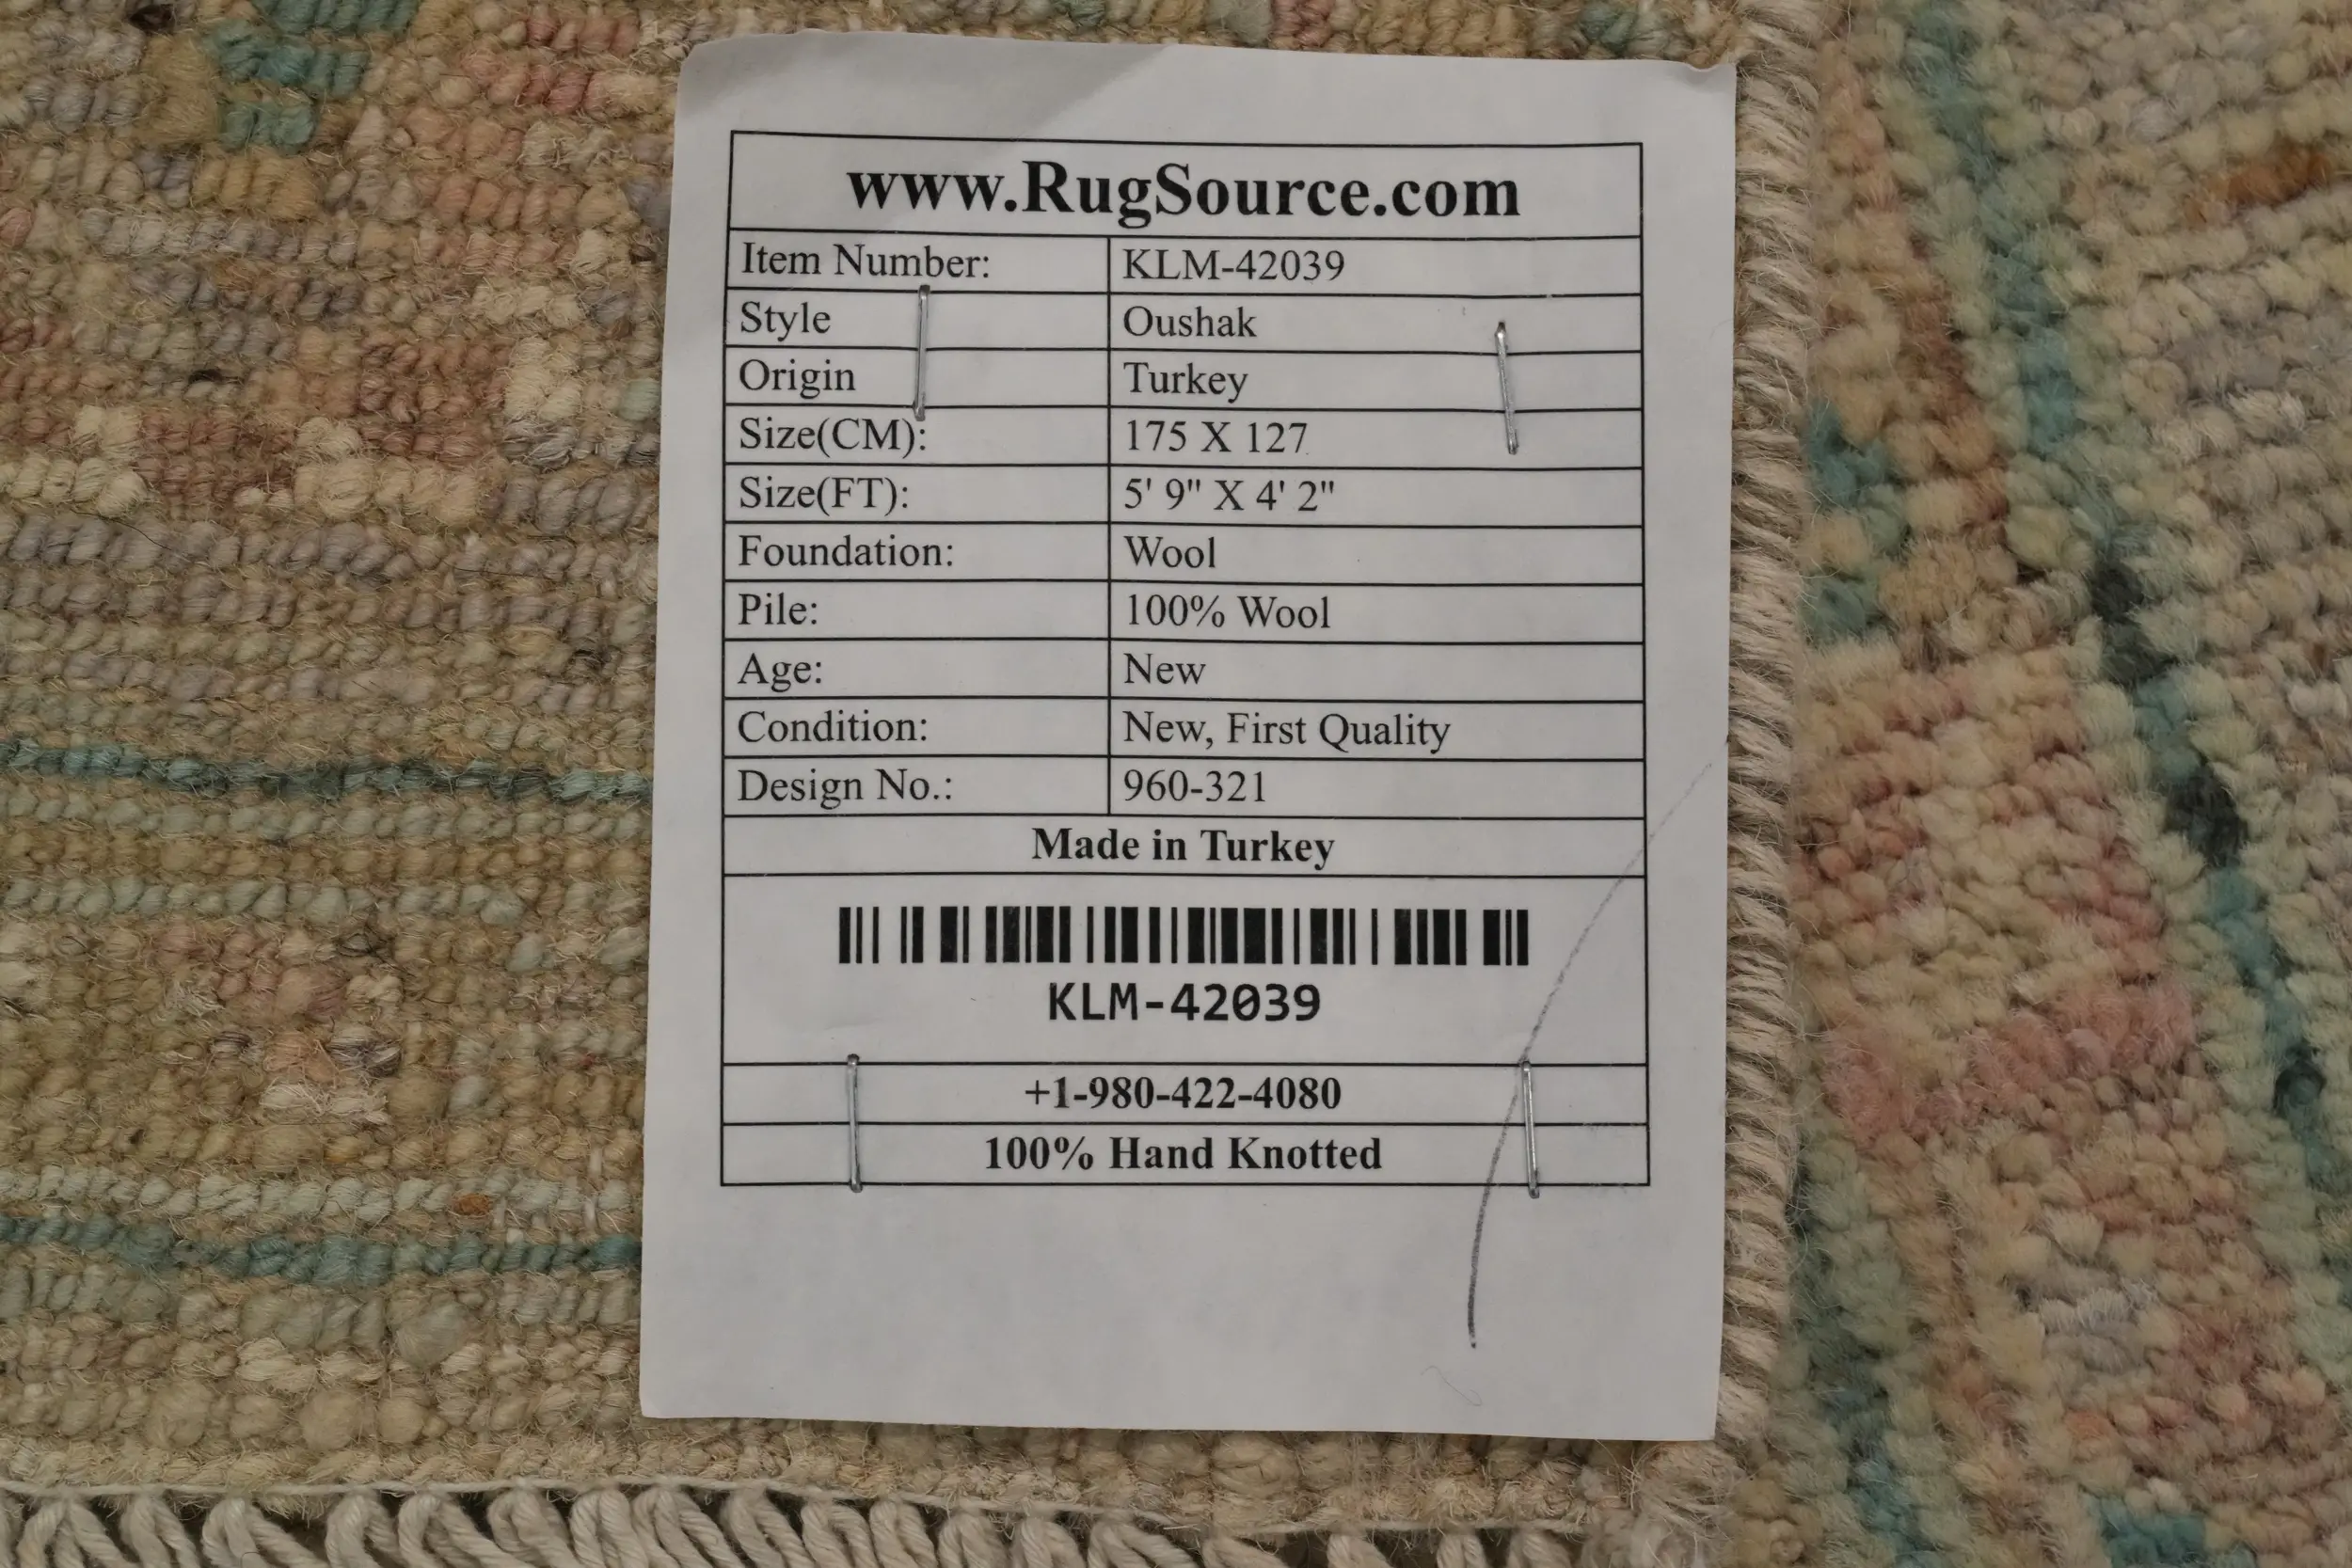 www.RugSource.com
Item Number: KLM-42039
Style Oushak
Origin Turkey
Size(CM): 175 X 127
Size(FT): 5' 9" X 4' 2"
Foundation: Wool
Pile: 100% Wool
Age: New
Condition: New, First Quality
Design No.: 960-321
Made in Turkey
KLM-42039
+1-980-422-4080
100% Hand Knotted